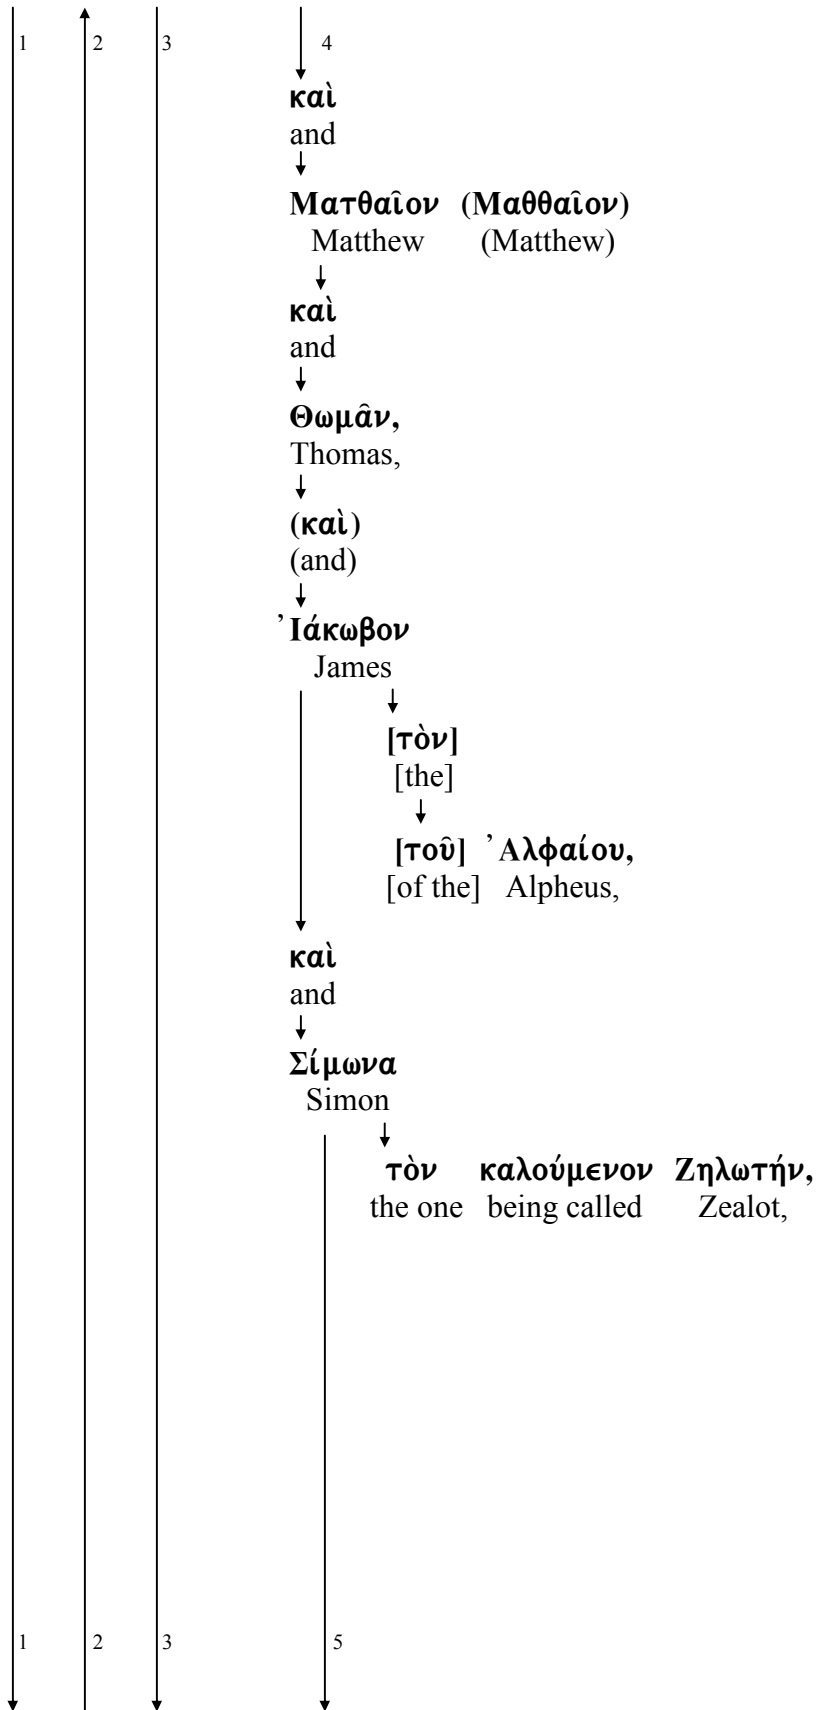 1 2 3 4
καὶ
and
Ματθαῖον (Μαθθαῖον)
Matthew (Matthew)
καὶ
and
Θωμᾶν,
Thomas,
(καὶ)
(and)
Ἰάκωβον
James
[τὸν]
[the]
[τοῦ] Ἀλφαίου,
[of the] Alpheus,
καὶ
and
Σίμωνα
Simon
τὸν καλούμενον Ζηλωτήν,
the one being called Zealot,
1 2 3 5